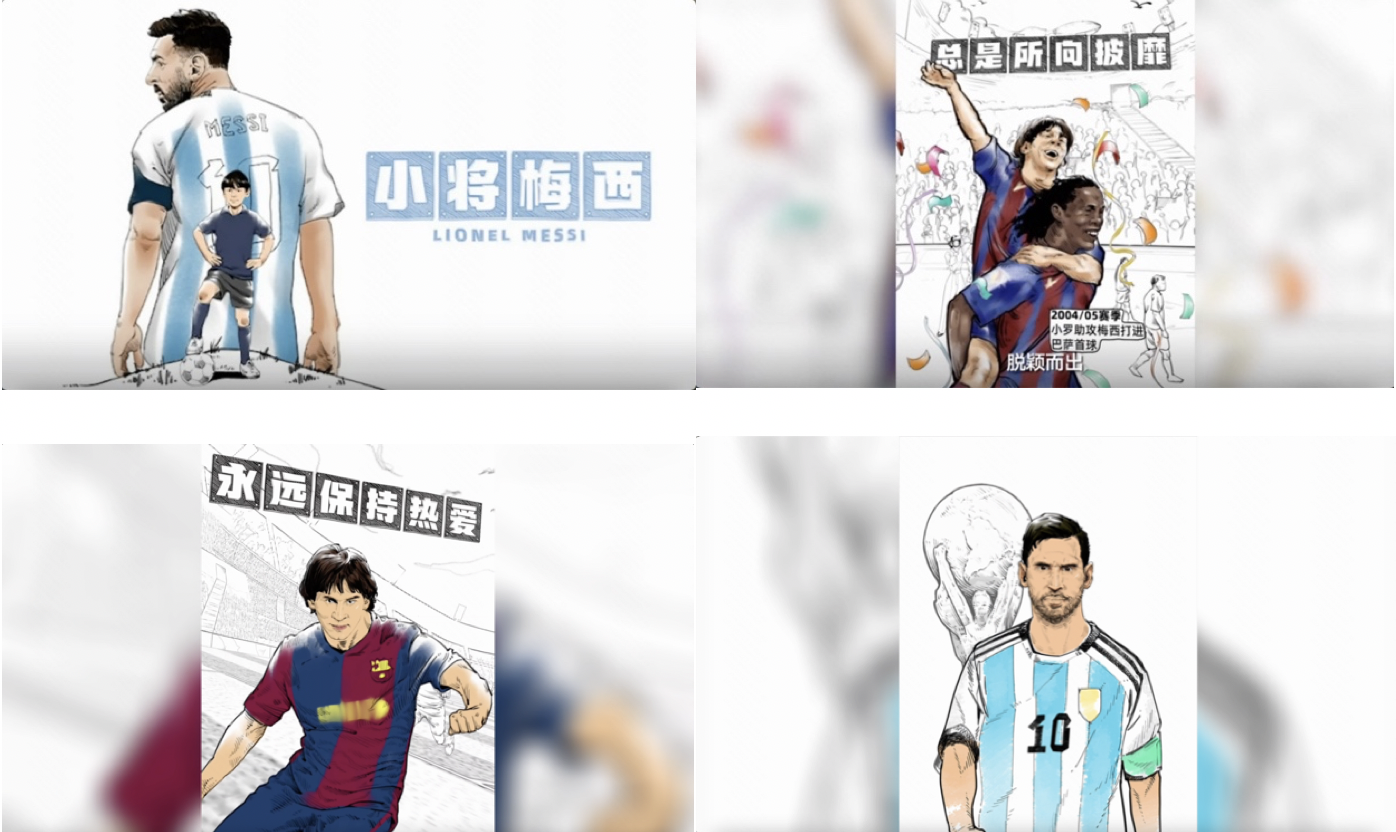 MESSI
10
小将梅西
LIONEL MESSI
总是所向披靡
2004/05赛季
小罗助攻梅西打进
巴萨首球
脱颖而出
永远保持热爱
10